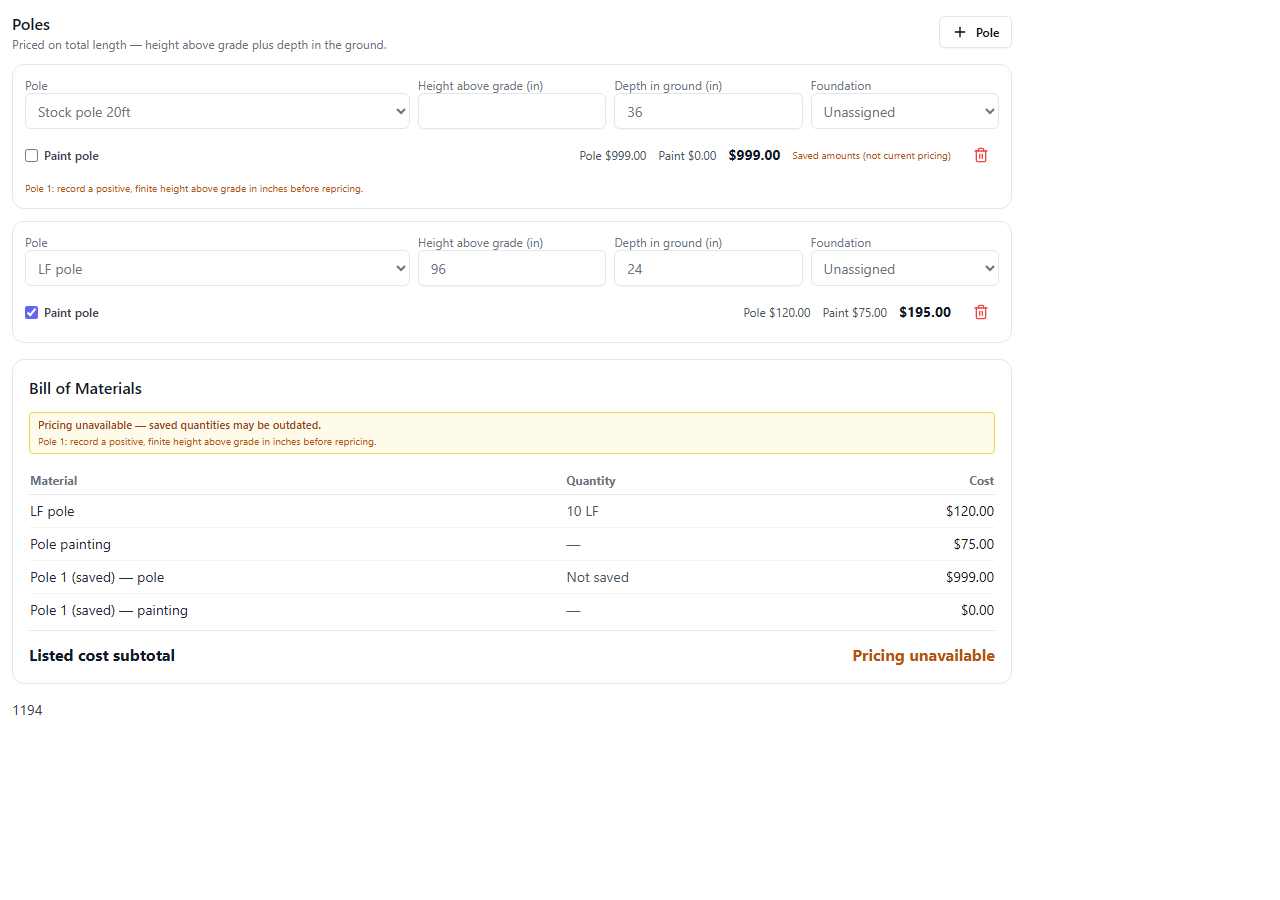 Poles
Priced on total length — height above grade plus depth in the ground.
+ Pole
Pole
Height above grade (in)
Depth in ground (in)
Foundation
Stock pole 20ft
36
Unassigned
Paint pole
Pole $999.00 Paint $0.00 $999.00 Saved amounts (not current pricing)
Pole 1: record a positive, finite height above grade in inches before repricing.
Pole
Height above grade (in)
Depth in ground (in)
Foundation
LF pole
96
24
Unassigned
Paint pole
Pole $120.00 Paint $75.00 $195.00
Bill of Materials
Pricing unavailable — saved quantities may be outdated.
Pole 1: record a positive, finite height above grade in inches before repricing.
Material Quantity Cost
LF pole 10 LF $120.00
Pole painting — $75.00
Pole 1 (saved) — pole Not saved $999.00
Pole 1 (saved) — painting — $0.00
Listed cost subtotal Pricing unavailable
1194